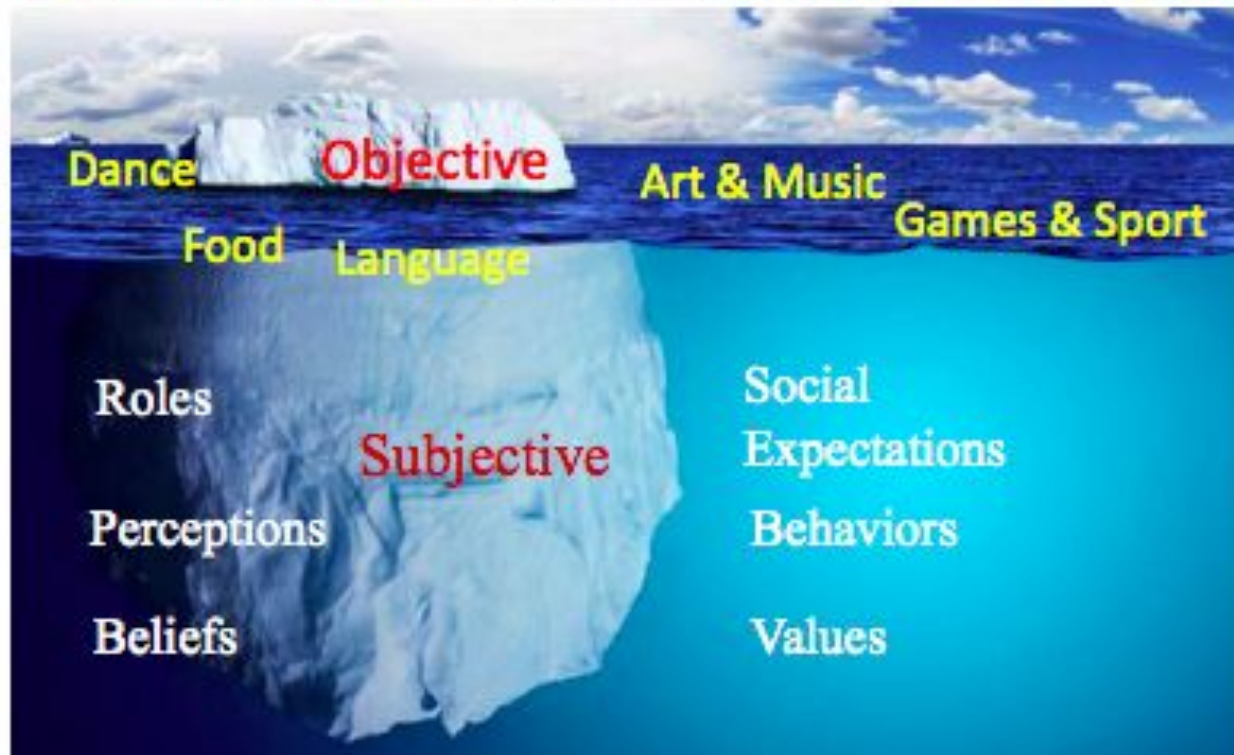 Dance
Objective
Art & Music
Games & Sport
Food
Language
Roles
Social
Expectations
Subjective
Perceptions
Behaviors
Beliefs
Values